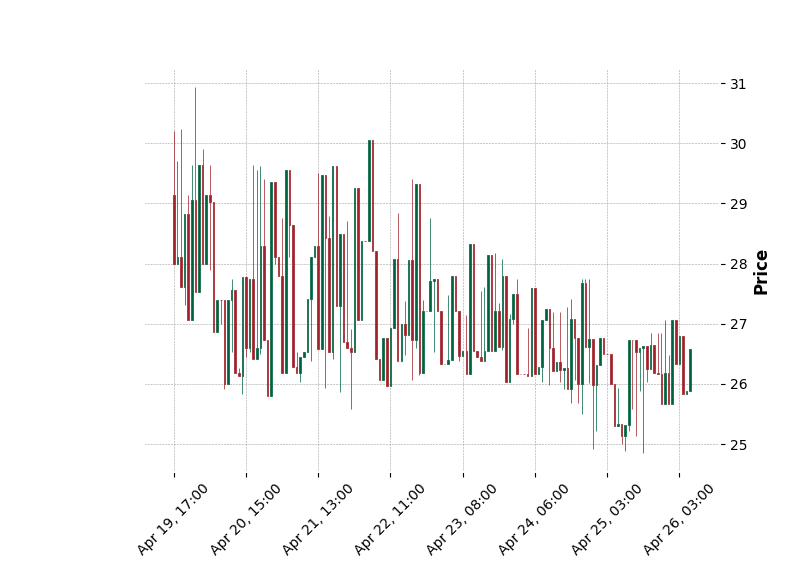 31
30
29
28
27
26
25
Price
Apr 19, 17:00
Apr 20, 15:00
Apr 21, 13:00
Apr 22, 11:00
Apr 23, 08:00
Apr 24, 06:00
Apr 25, 03:00
Apr 26, 03:00